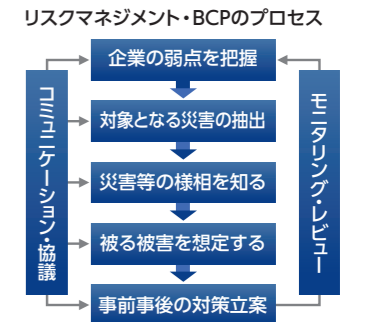 リスクマネジメント・BCPのプロセス
企業の弱点を把握
対象となる災害の抽出
災害等の様相を知る
被る被害を想定する
事前事後の対策立案
コミュニケーション・協議
モニタリング・レビュー